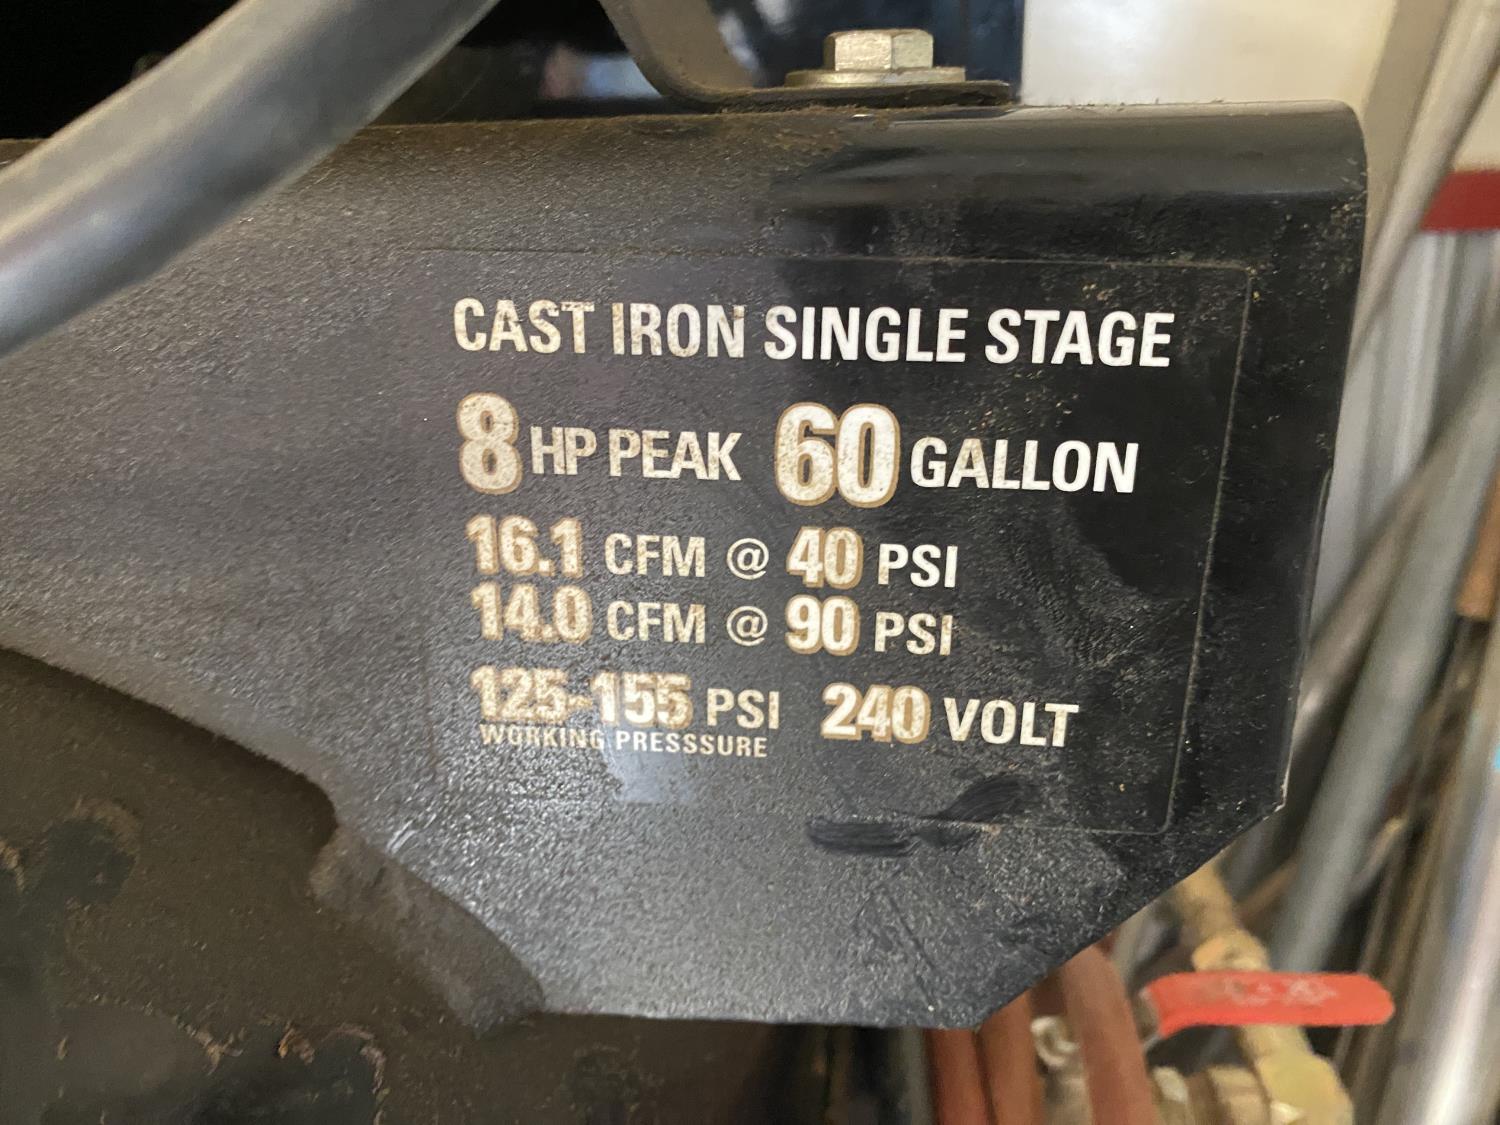 CAST IRON SINGLE STAGE
8 HP PEAK 60 GALLON
16.1 CFM @ 40 PSI
14.0 CFM @ 90 PSI
125-155 PSI 240 VOLT
WORKING PRESSSURE